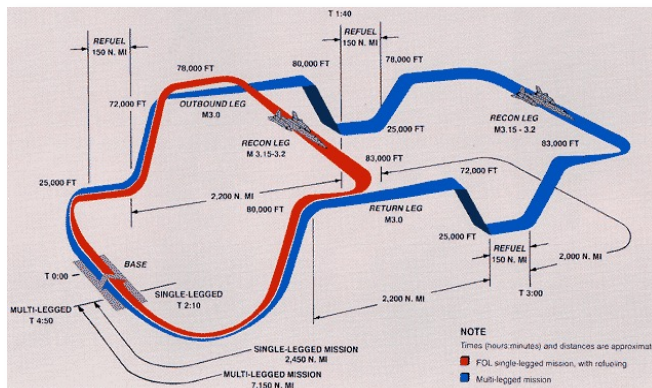 T 1:40
REFUEL
150 N. MI
REFUEL
150 N. MI
78,000 FT
80,000 FT
78,000 FT
72,000 FT
OUTBOUND LEG
M3.0
RECON LEG
M 3.15-3.2
25,000 FT
RECON LEG
M3.15 - 3.2
83,000 FT
83,000 FT
72,000 FT
25,000 FT
2,200 N. MI
80,000 FT
RETURN LEG
M3.0
25,000 FT
REFUEL
150 N. MI
2,000 N. MI
T 0:00
BASE
SINGLE-LEGGED
T 2:10
2,200 N. MI
T 3:00
MULTI-LEGGED
T 4:50
SINGLE-LEGGED MISSION
2,450 N. MI
MULTI-LEGGED MISSION
7,150 N. MI
NOTE
Times (hours:minutes) and distances are approximat
FOL single-legged mission, with refueling
Multi-legged mission